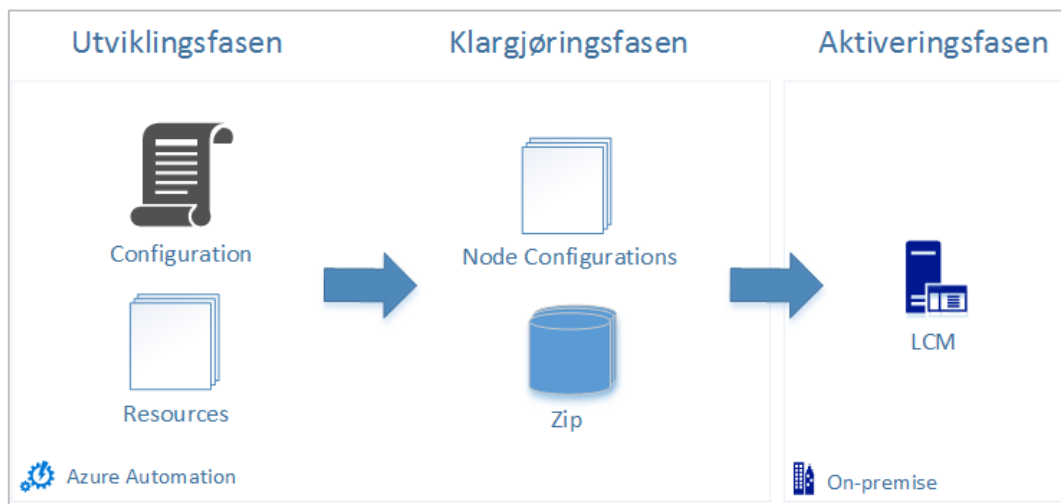 Utviklingsfasen
Klargjøringsfasen
Aktiveringsfasen
Configuration
Resources
Azure Automation
Node Configurations
Zip
LCM
On-premise